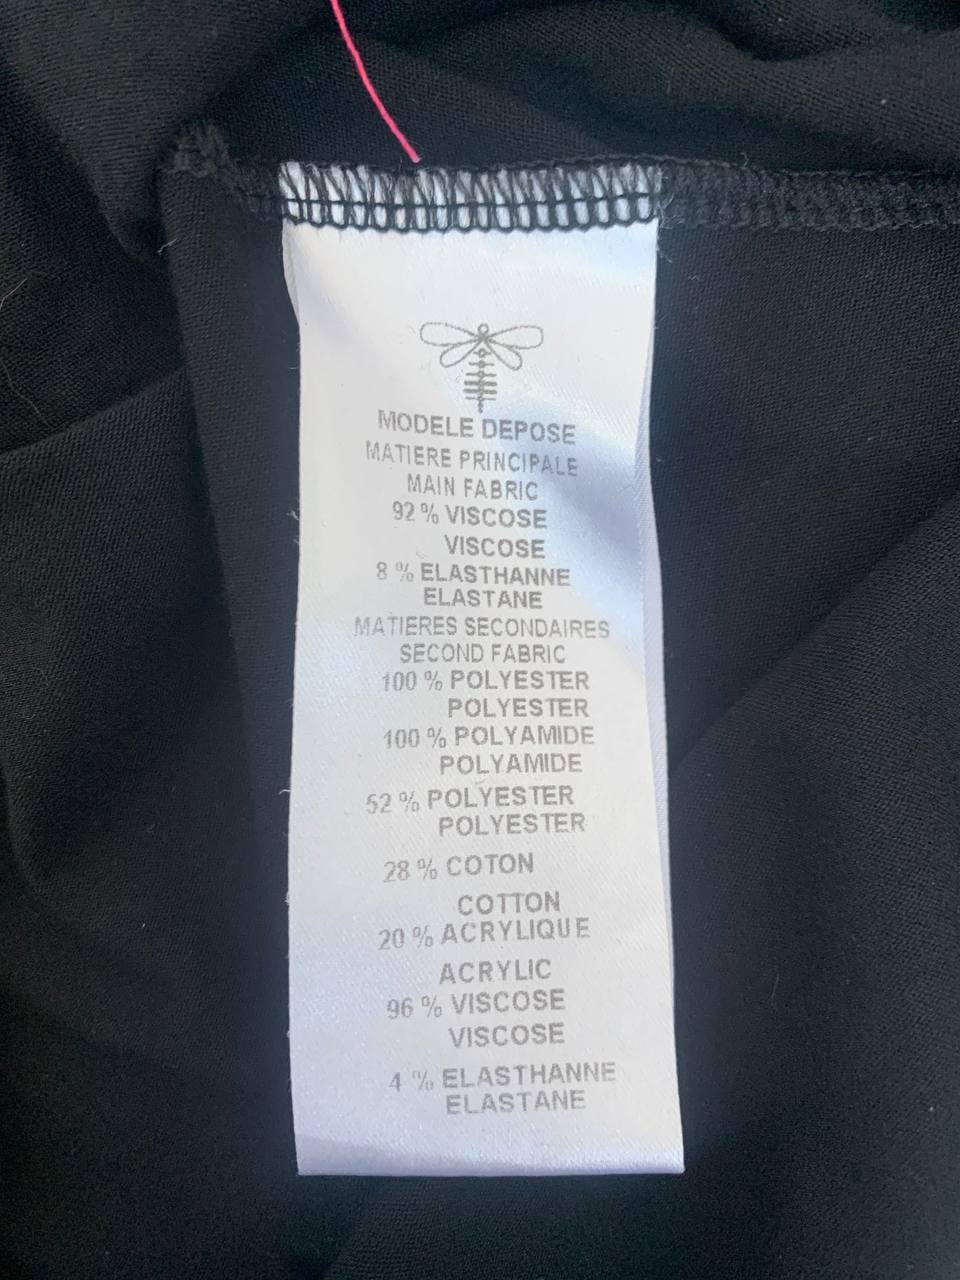 MODELE DEPOSE
MATIERE PRINCIPALE
MAIN FABRIC
92 % VISCOSE
VISCOSE
8 % ELASTHANNE
ELASTANE
MATIERES SECONDAIRES
SECOND FABRIC
100 % POLYESTER
POLYESTER
100 % POLYAMIDE
POLYAMIDE
52 % POLYESTER
POLYESTER
28 % COTON
COTTON
20 % ACRYLIQUE
ACRYLIC
96 % VISCOSE
VISCOSE
4 % ELASTHANNE
ELASTANE